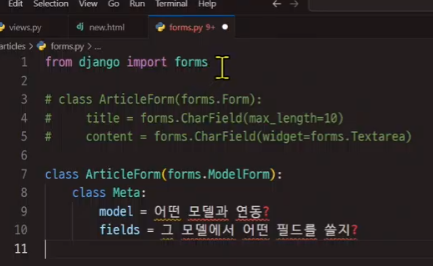 Edit Selection View Go Run Terminal Help
views.py new.html forms.py 9+
articles > forms.py > ...
1 from django import forms
2
3 # class ArticleForm(forms.Form):
4 #     title = forms.CharField(max_length=10)
5 #     content = forms.CharField(widget=forms.Textarea)
6
7 class ArticleForm(forms.ModelForm):
8     class Meta:
9         model = 어떤 모델과 연동?
10         fields = 그 모델에서 어떤 필드를 쓸지?
11